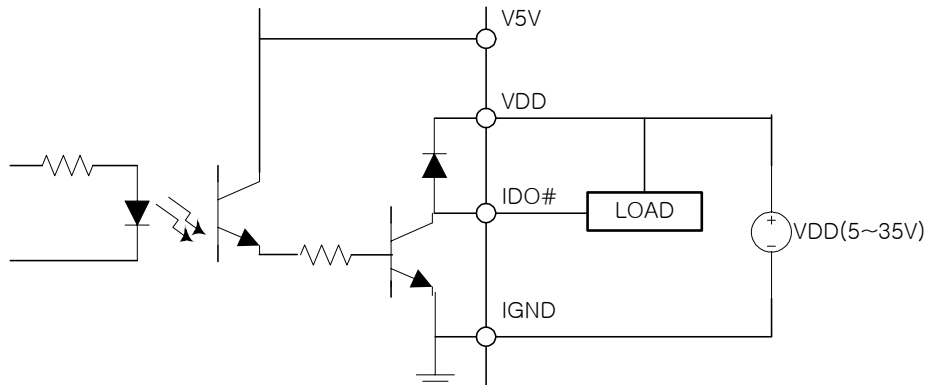 V5V
VDD
IDO#
LOAD
VDD(5~35V)
IGND